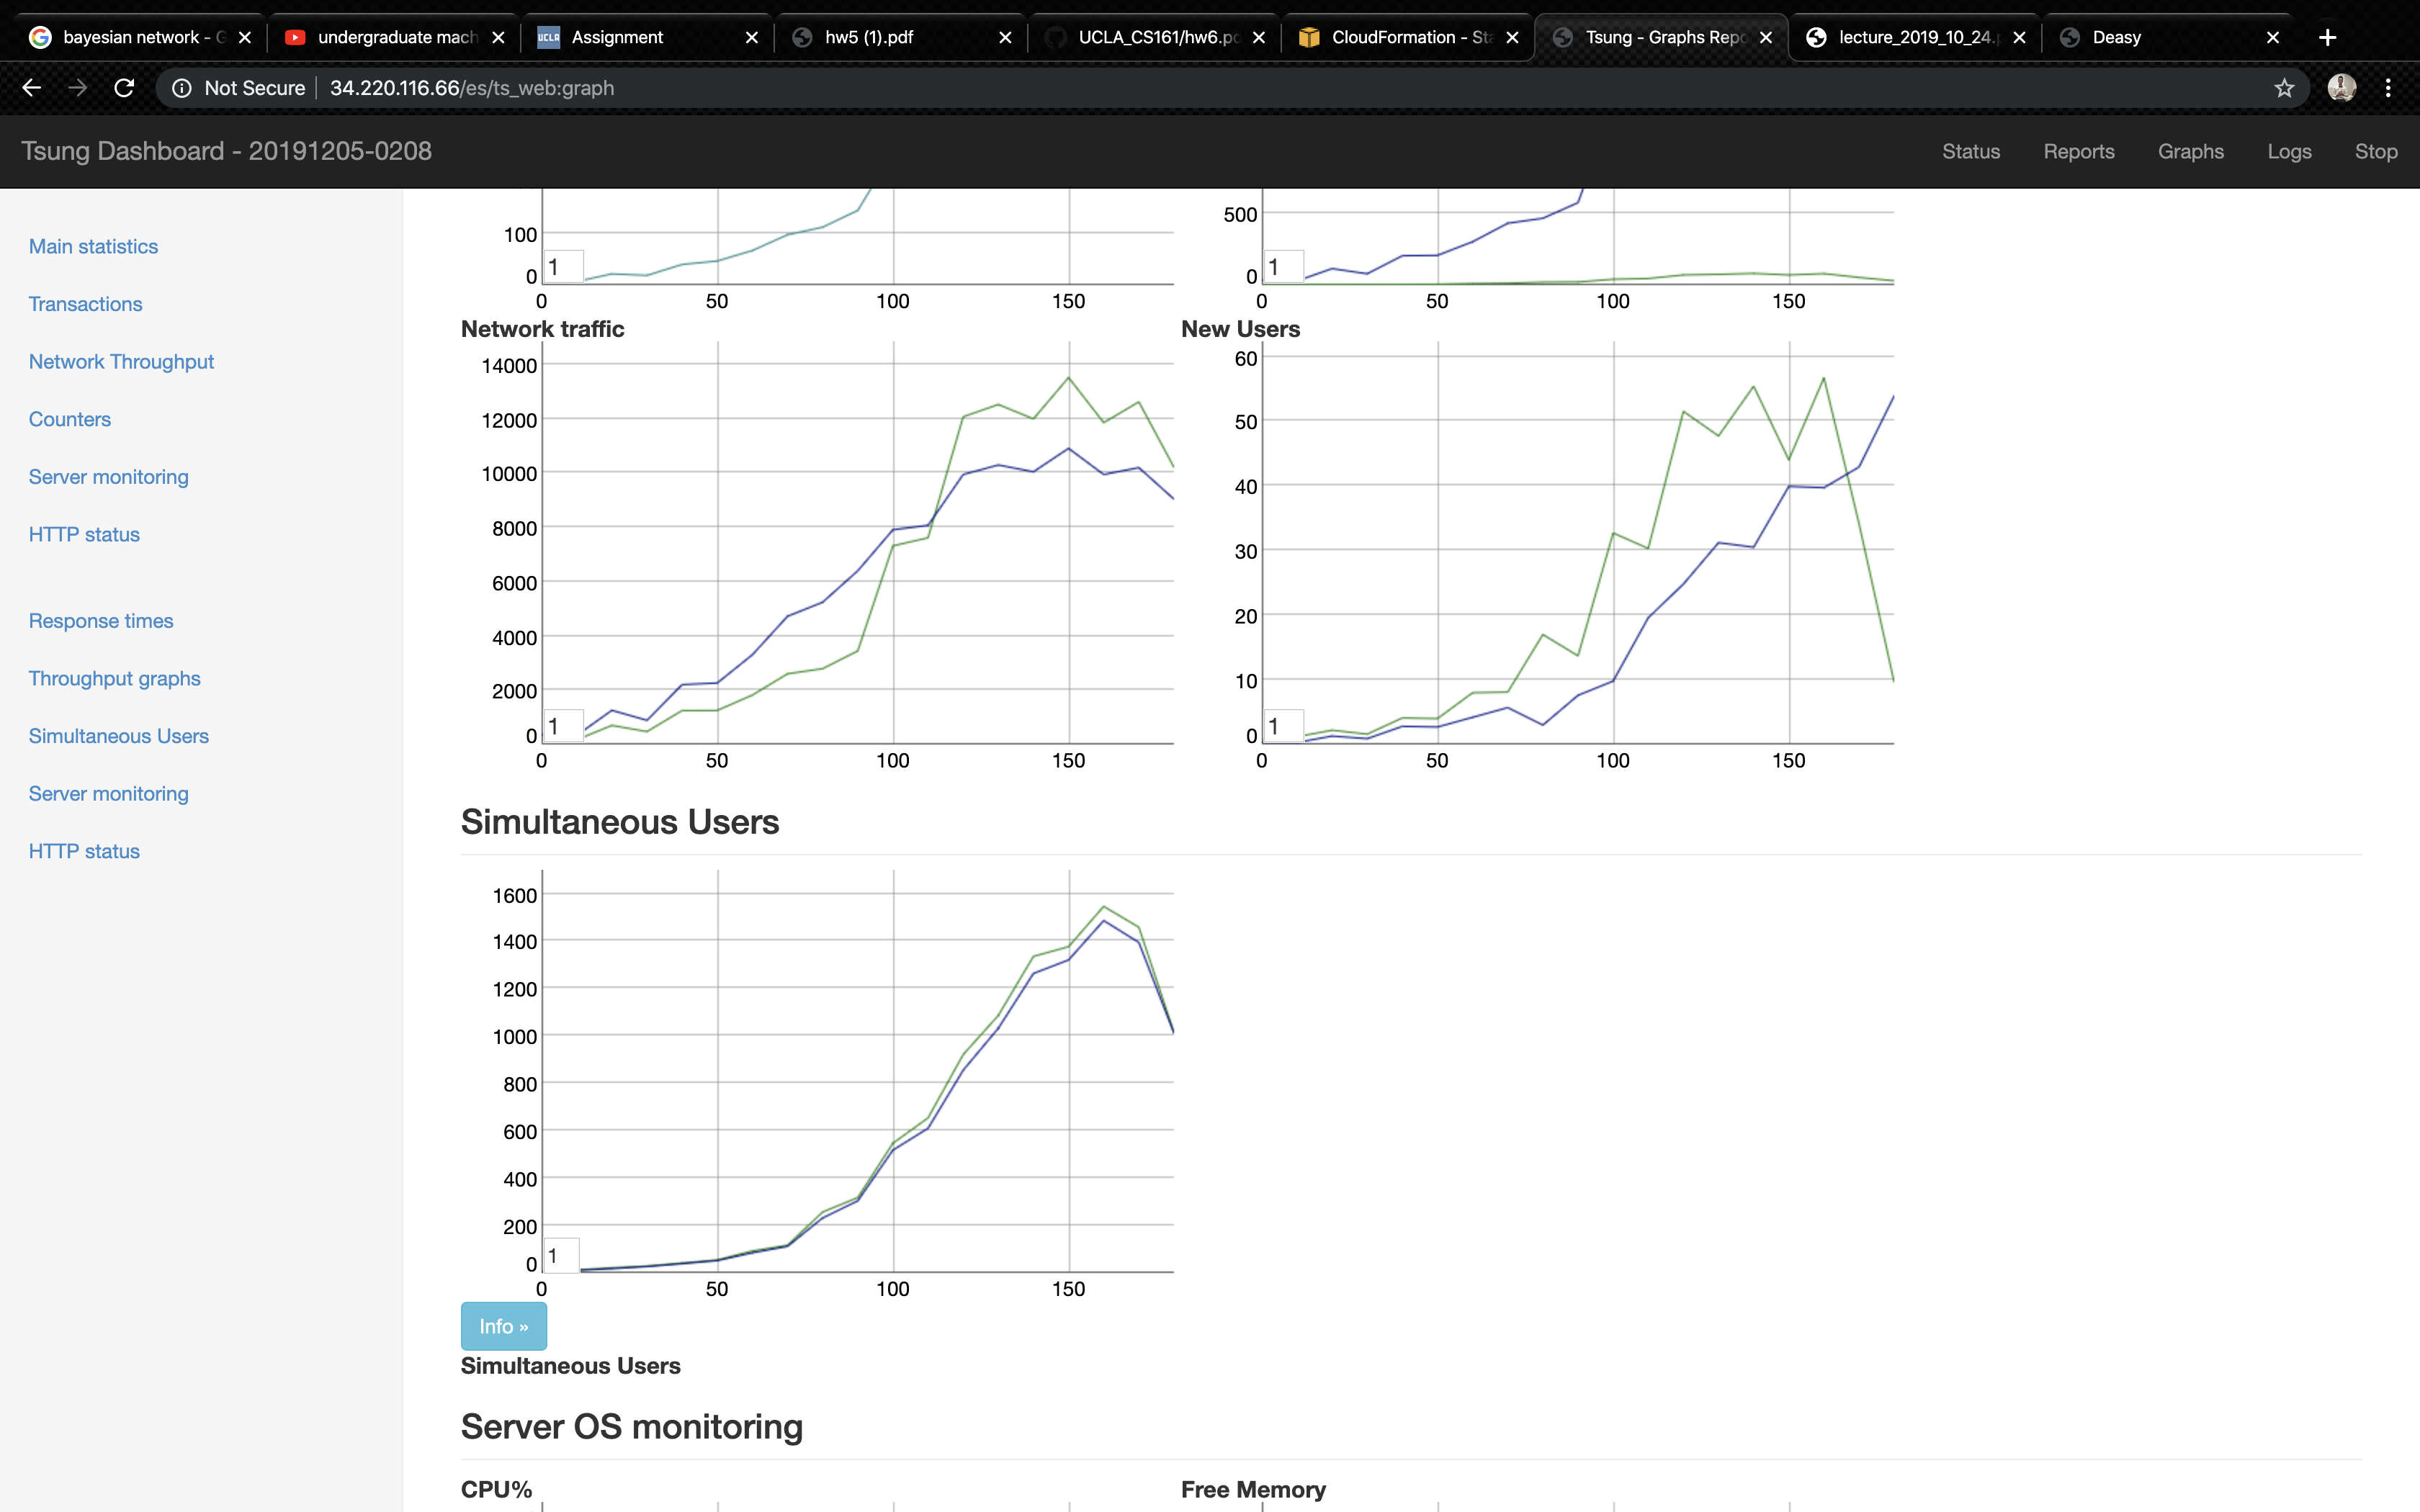 bayesian network - G
undergraduate mach
UCLA Assignment
hw5 (1).pdf
UCLA_CS161/hw6.pd
CloudFormation - Sta
Tsung - Graphs Repo
lecture_2019_10_24.p
Deasy
Not Secure 34.220.116.66/es/ts_web:graph
Tsung Dashboard - 20191205-0208
Status Reports Graphs Logs Stop
Main statistics
Transactions
Network Throughput
Counters
Server monitoring
HTTP status
Response times
Throughput graphs
Simultaneous Users
Server monitoring
HTTP status
100
0
1
0 50 100 150
500
0
1
0 50 100 150
Network traffic
14000
12000
10000
8000
6000
4000
2000
0
1
0 50 100 150
New Users
60
50
40
30
20
10
0
1
0 50 100 150
Simultaneous Users
1600
1400
1200
1000
800
600
400
200
0
1
0 50 100 150
Info »
Simultaneous Users
Server OS monitoring
CPU%
Free Memory